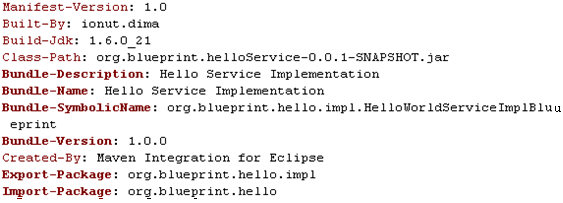 Manifest-Version: 1.0
Built-By: ionut.dima
Build-Jdk: 1.6.0_21
Class-Path: org.blueprint.helloService-0.0.1-SNAPSHOT.jar
Bundle-Description: Hello Service Implementation
Bundle-Name: Hello Service Implementation
Bundle-SymbolicName: org.blueprint.hello.impl.HelloWorldServiceImplBluu
eprint
Bundle-Version: 1.0.0
Created-By: Maven Integration for Eclipse
Export-Package: org.blueprint.hello.impl
Import-Package: org.blueprint.hello